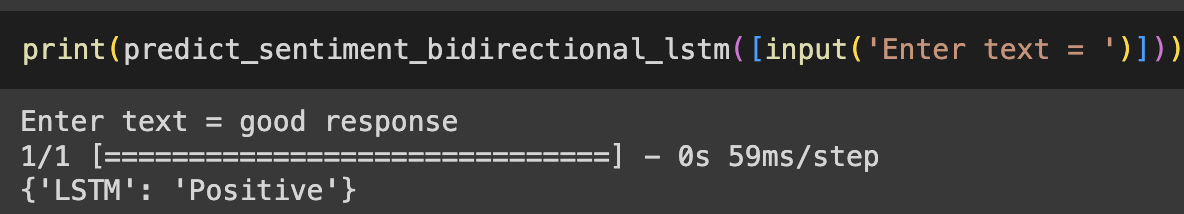 print(predict_sentiment_bidirectional_lstm([input('Enter text = ')]))
Enter text = good response
1/1 [==============================] - 0s 59ms/step
{'LSTM': 'Positive'}